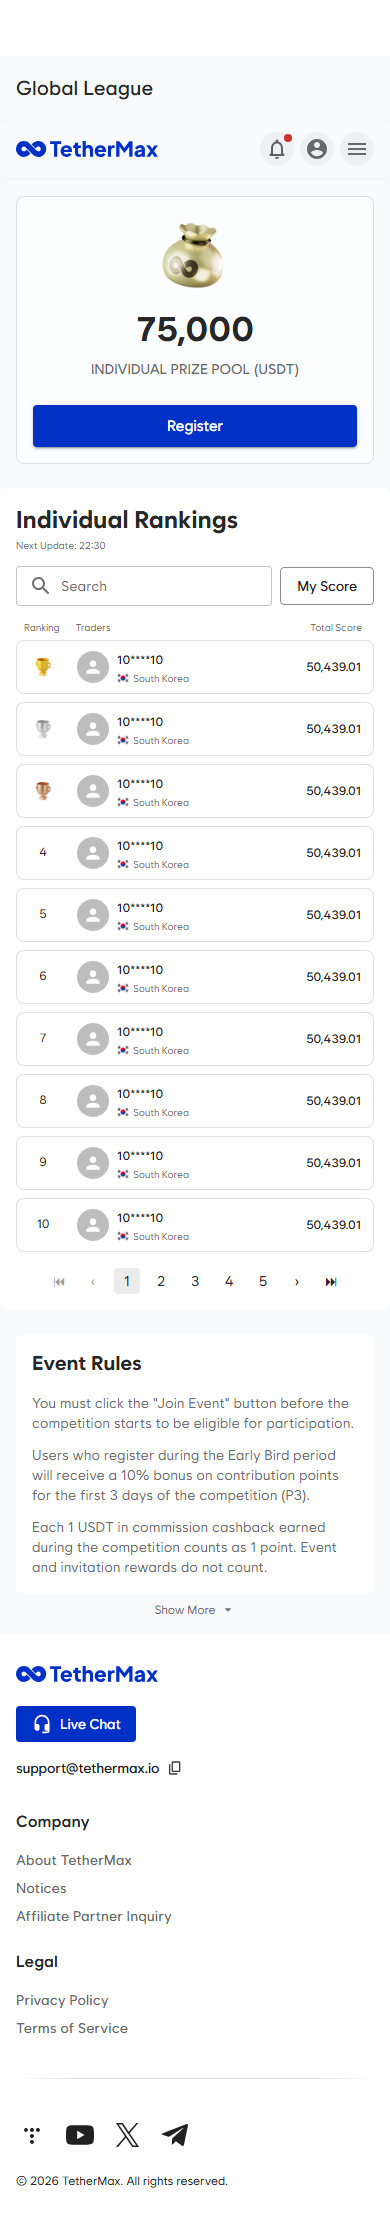 Global League
TetherMax
75,000
INDIVIDUAL PRIZE POOL (USDT)
Register
Individual Rankings
Next Update: 22:30
Search
My Score
Ranking Traders Total Score
10****10
South Korea
50,439.01
10****10
South Korea
50,439.01
10****10
South Korea
50,439.01
4
10****10
South Korea
50,439.01
5
10****10
South Korea
50,439.01
6
10****10
South Korea
50,439.01
7
10****10
South Korea
50,439.01
8
10****10
South Korea
50,439.01
9
10****10
South Korea
50,439.01
10
10****10
South Korea
50,439.01
1 2 3 4 5
Event Rules
You must click the "Join Event" button before the
competition starts to be eligible for participation.
Users who register during the Early Bird period
will receive a 10% bonus on contribution points
for the first 3 days of the competition (P3).
Each 1 USDT in commission cashback earned
during the competition counts as 1 point. Event
and invitation rewards do not count.
Show More
TetherMax
Live Chat
support@tethermax.io
Company
About TetherMax
Notices
Affiliate Partner Inquiry
Legal
Privacy Policy
Terms of Service
© 2026 TetherMax. All rights reserved.